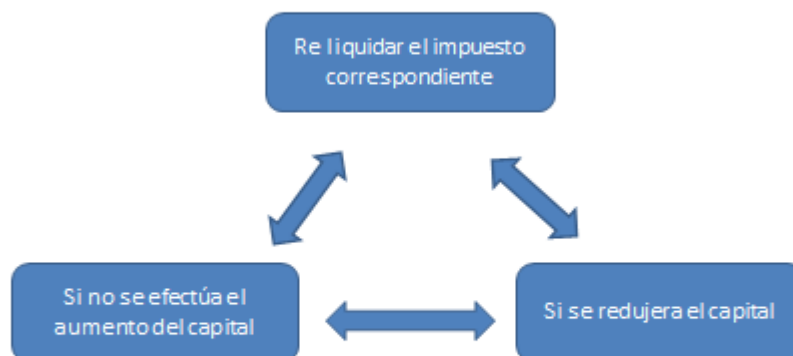 Re liquidar el impuesto
correspondiente
Si no se efectúa el
aumento del capital
Si se redujera el capital